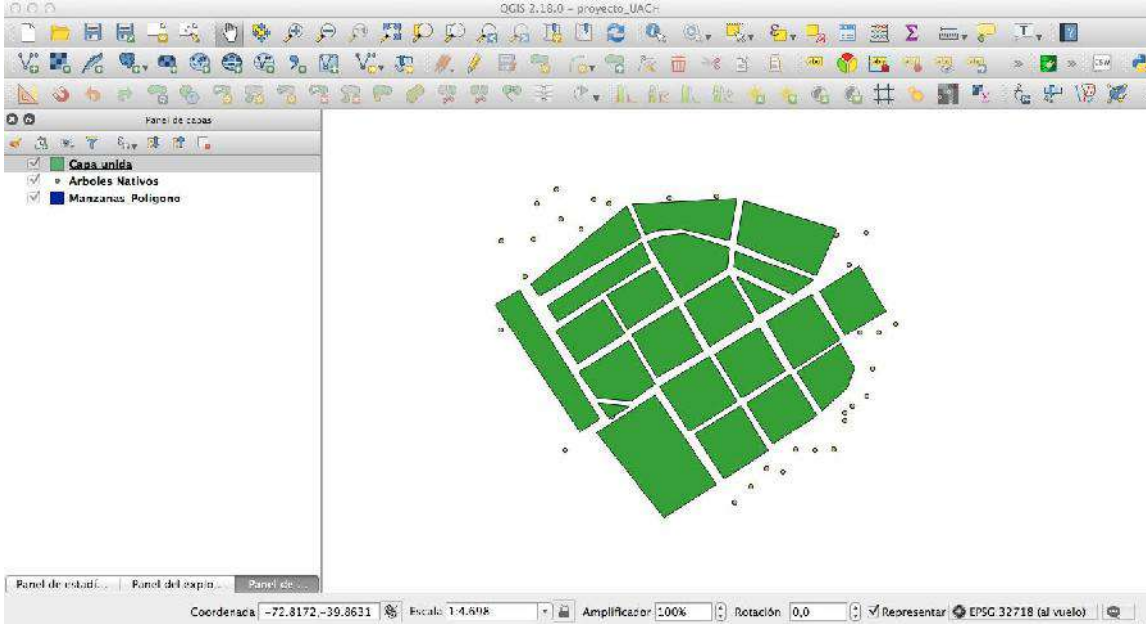 QGIS 2.18.0 – proyecto_UACH
Panel de capas
Capa unida
Arboles Nativos
Manzanas_Poligono
Panel de estadí... Panel del explo... Panel de ...
Coordenada -72.8172,-39.8631 Escala 1:4.698 Amplificador 100% Rotación 0,0 Representar EPSG:32718 (al vuelo)